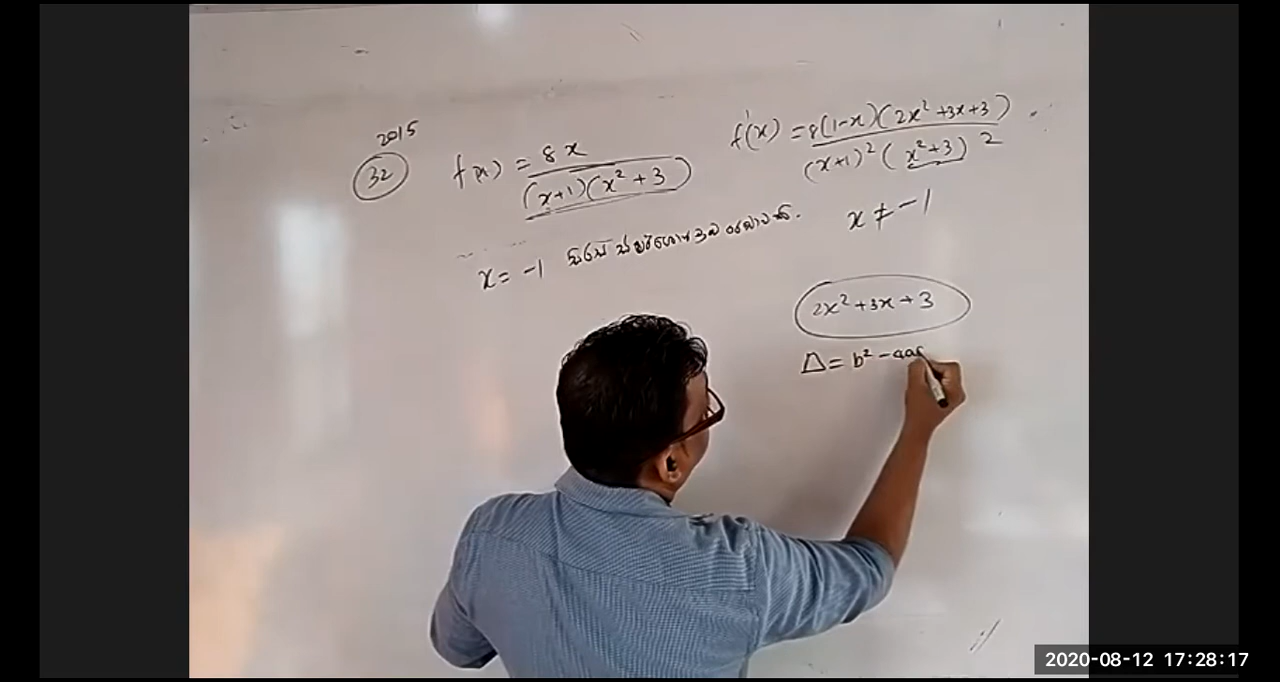 2015
32
f(x) = 8x / (x+1)(x² + 3)
f'(x) = 8(1-x)(2x² + 3x + 3) / (x+1)² (x² + 3)²
x ≠ -1
x = -1
2x² + 3x + 3
Δ = b² - 4ac
2020-08-12 17:28:17